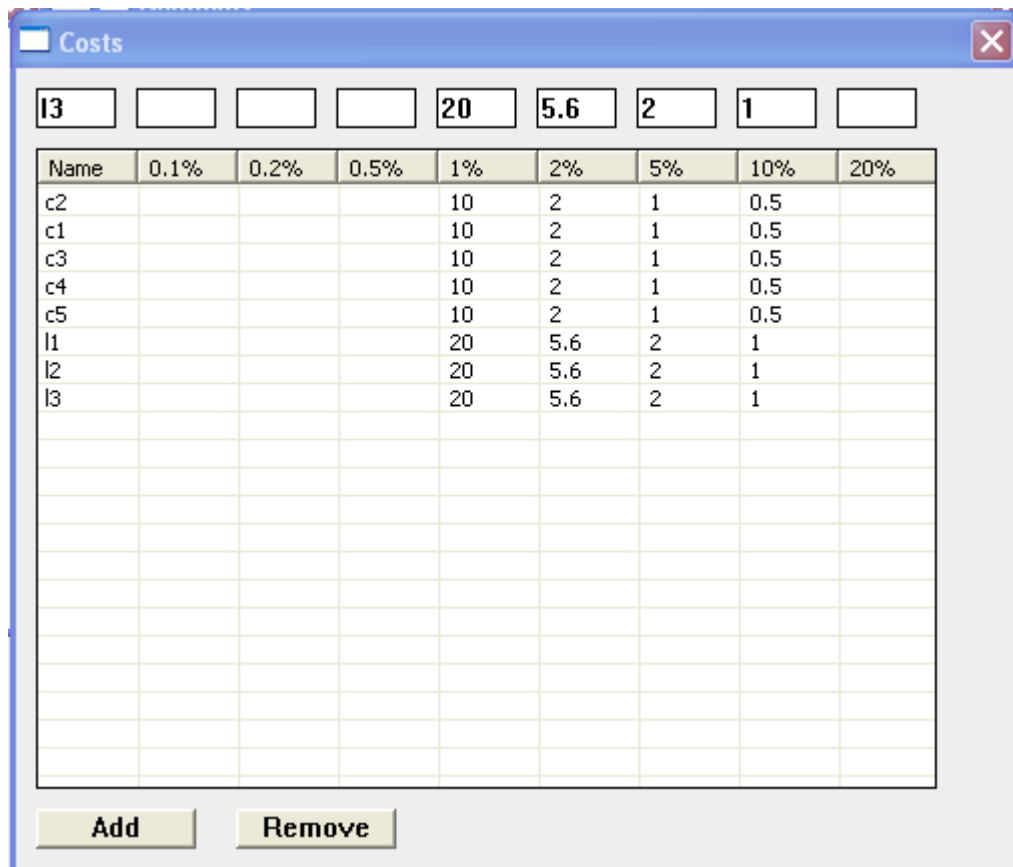 Costs
l3 20 5.6 2 1
Name 0.1% 0.2% 0.5% 1% 2% 5% 10% 20%
c2 10 2 1 0.5
c1 10 2 1 0.5
c3 10 2 1 0.5
c4 10 2 1 0.5
c5 10 2 1 0.5
l1 20 5.6 2 1
l2 20 5.6 2 1
l3 20 5.6 2 1
Add Remove